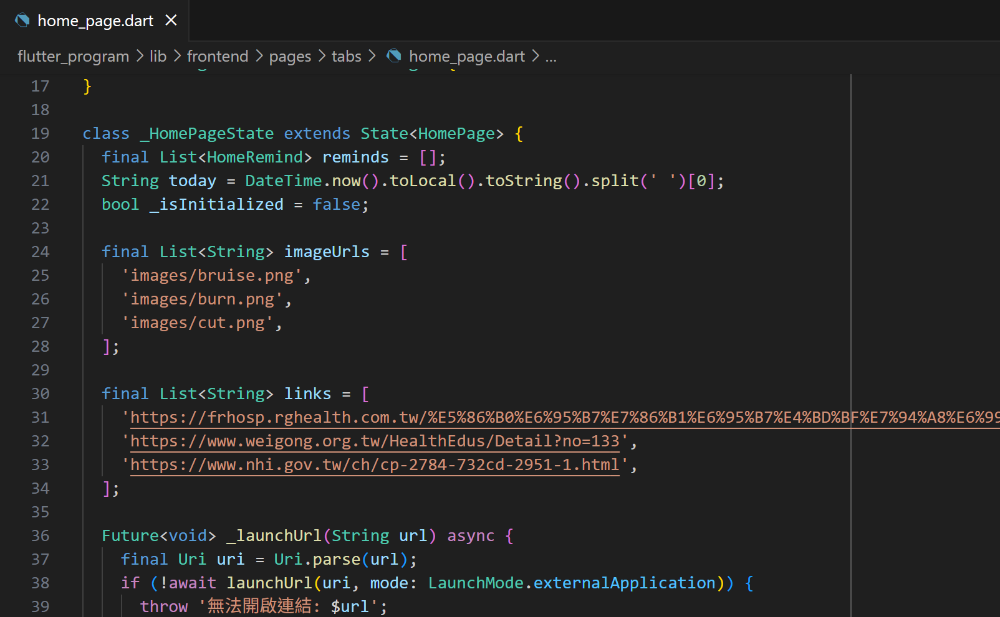 home_page.dart
flutter_program > lib > frontend > pages > tabs > home_page.dart > ...
17 }
18
19 class _HomePageState extends State<HomePage> {
20 final List<HomeRemind> reminds = [];
21 String today = DateTime.now().toLocal().toString().split(' ')[0];
22 bool _isInitialized = false;
23
24 final List<String> imageUrls = [
25 'images/bruise.png',
26 'images/burn.png',
27 'images/cut.png',
28 ];
29
30 final List<String> links = [
31 'https://frhosp.rghealth.com.tw/%E5%86%B0%E6%95%B7%E7%86%B1%E6%95%B7%E4%BD%BF%E7%94%A8%E6%99
32 'https://www.weigong.org.tw/HealthEdus/Detail?no=133',
33 'https://www.nhi.gov.tw/ch/cp-2784-732cd-2951-1.html',
34 ];
35
36 Future<void> _launchUrl(String url) async {
37 final Uri uri = Uri.parse(url);
38 if (!await launchUrl(uri, mode: LaunchMode.externalApplication)) {
39 throw '無法開啟連結: $url';